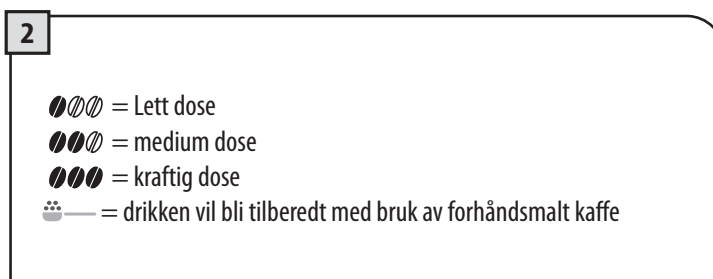 2
= Lett dose
= medium dose
= kraftig dose
= drikken vil bli tilberedt med bruk av forhåndsmalt kaffe